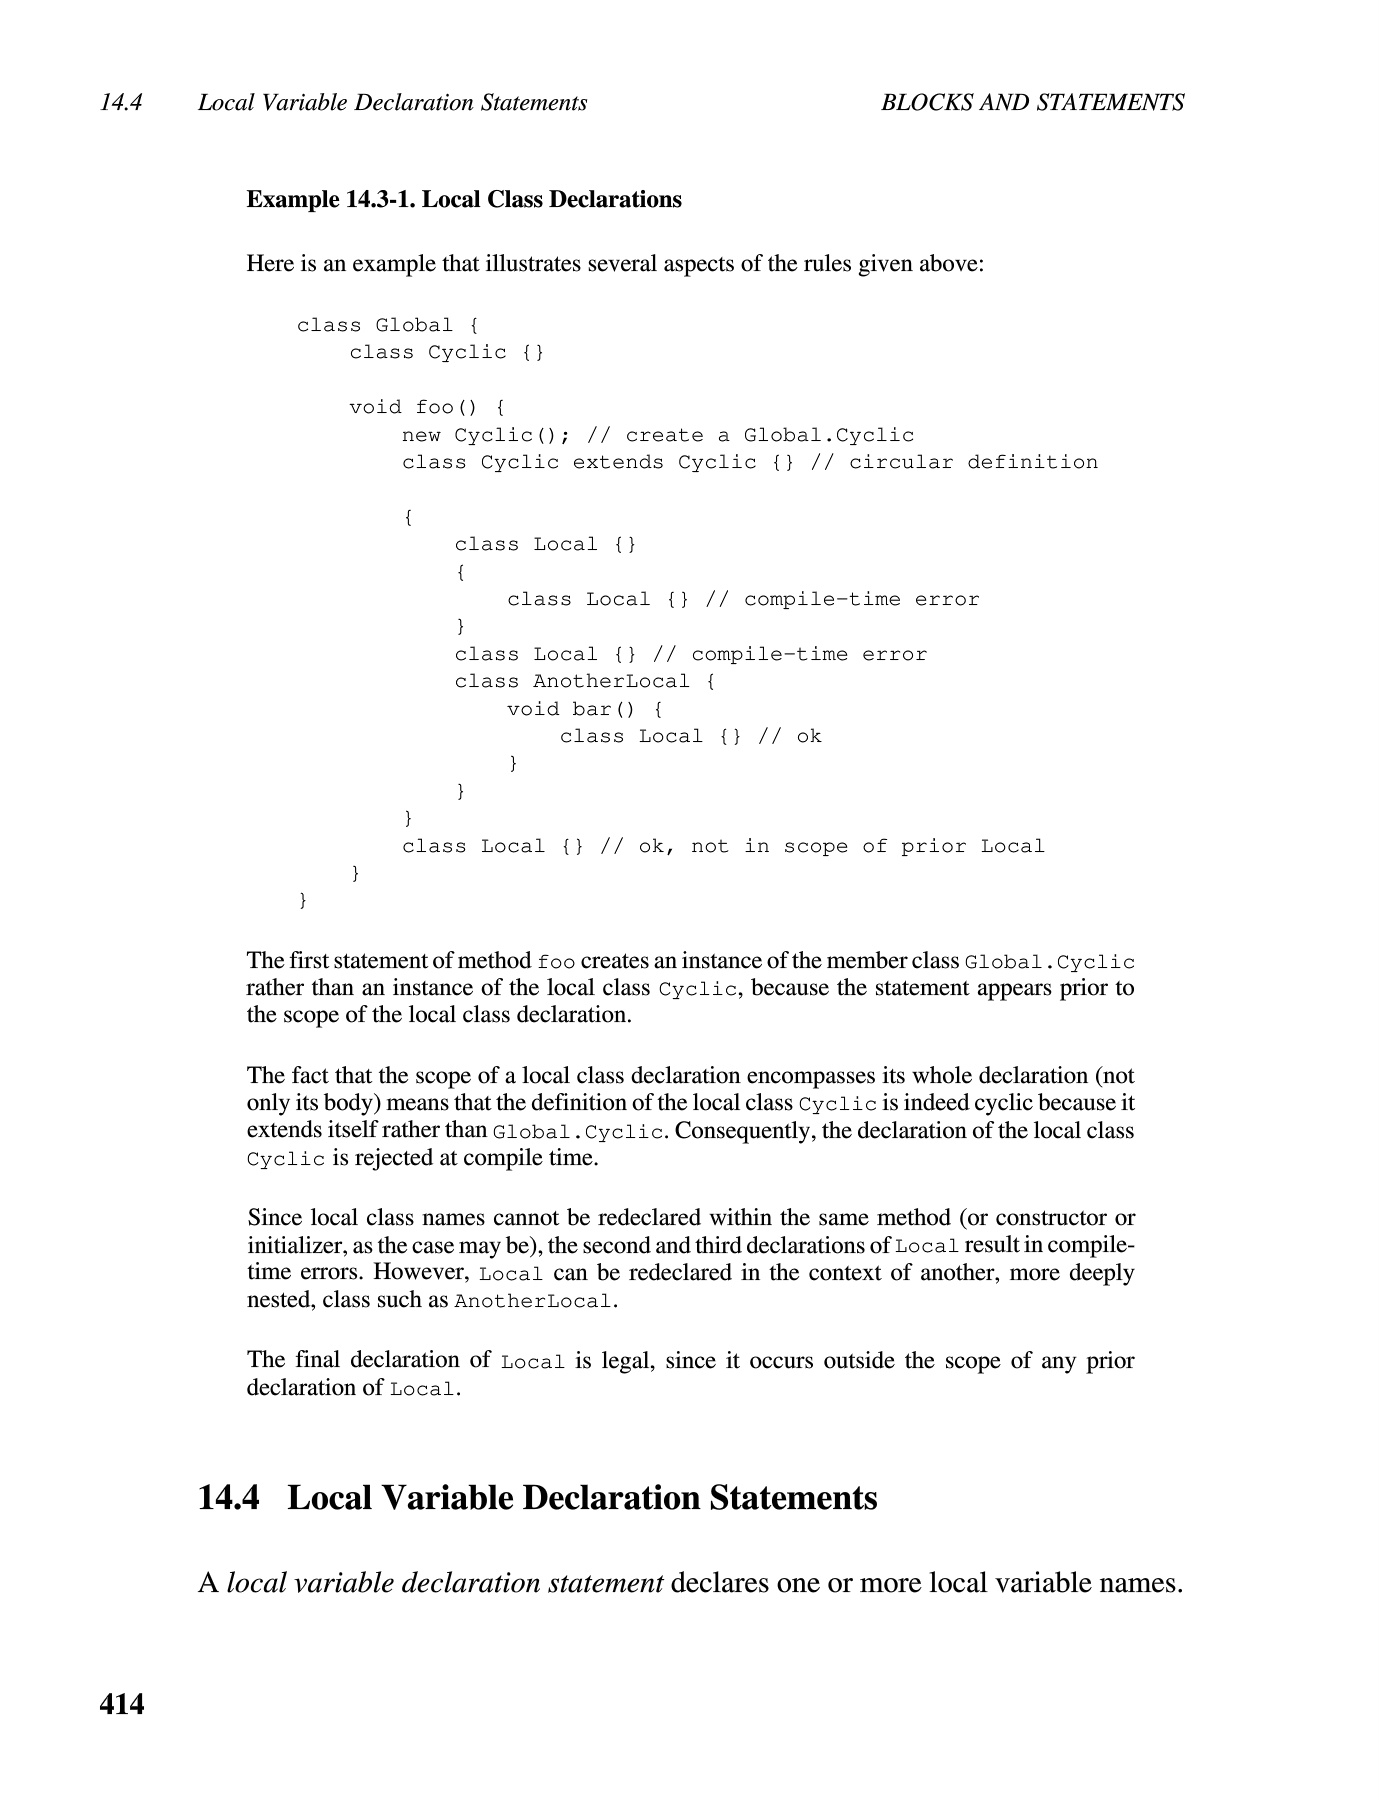 14.4 Local Variable Declaration Statements BLOCKS AND STATEMENTS
Example 14.3-1. Local Class Declarations
Here is an example that illustrates several aspects of the rules given above:
class Global {
    class Cyclic {}
    void foo() {
        new Cyclic(); // create a Global.Cyclic
        class Cyclic extends Cyclic {} // circular definition
        {
            class Local {}
            {
                class Local {} // compile-time error
            }
            class Local {} // compile-time error
            class AnotherLocal {
                void bar() {
                    class Local {} // ok
                }
            }
        }
        class Local {} // ok, not in scope of prior Local
    }
}
The first statement of method foo creates an instance of the member class Global.Cyclic
rather than an instance of the local class Cyclic, because the statement appears prior to
the scope of the local class declaration.
The fact that the scope of a local class declaration encompasses its whole declaration (not
only its body) means that the definition of the local class Cyclic is indeed cyclic because it
extends itself rather than Global.Cyclic. Consequently, the declaration of the local class
Cyclic is rejected at compile time.
Since local class names cannot be redeclared within the same method (or constructor or
initializer, as the case may be), the second and third declarations of Local result in compile-
time errors. However, Local can be redeclared in the context of another, more deeply
nested, class such as AnotherLocal.
The final declaration of Local is legal, since it occurs outside the scope of any prior
declaration of Local.
14.4 Local Variable Declaration Statements
A local variable declaration statement declares one or more local variable names.
414